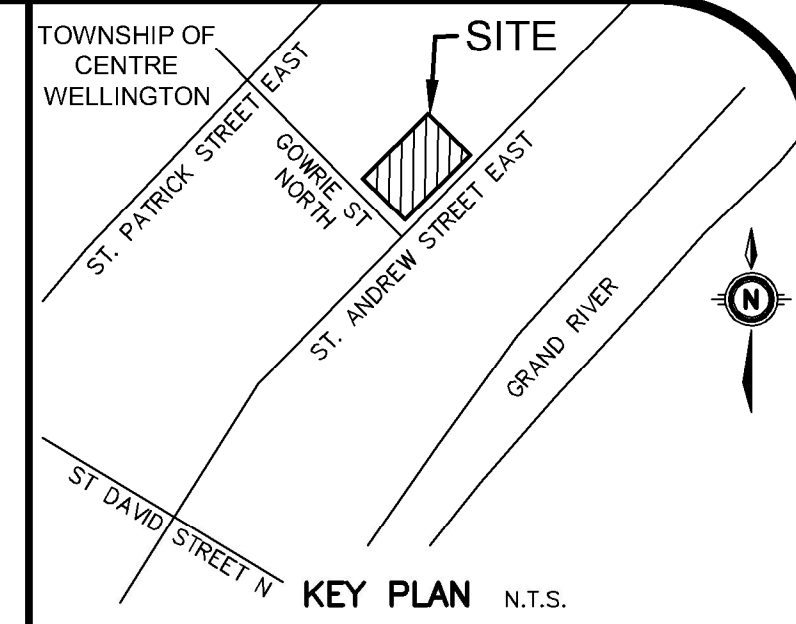 TOWNSHIP OF
CENTRE
WELLINGTON
SITE
ST. PATRICK STREET EAST
GOWRIE ST
NORTH
ST. ANDREW STREET EAST
GRAND RIVER
N
ST DAVID STREET N
KEY PLAN N.T.S.